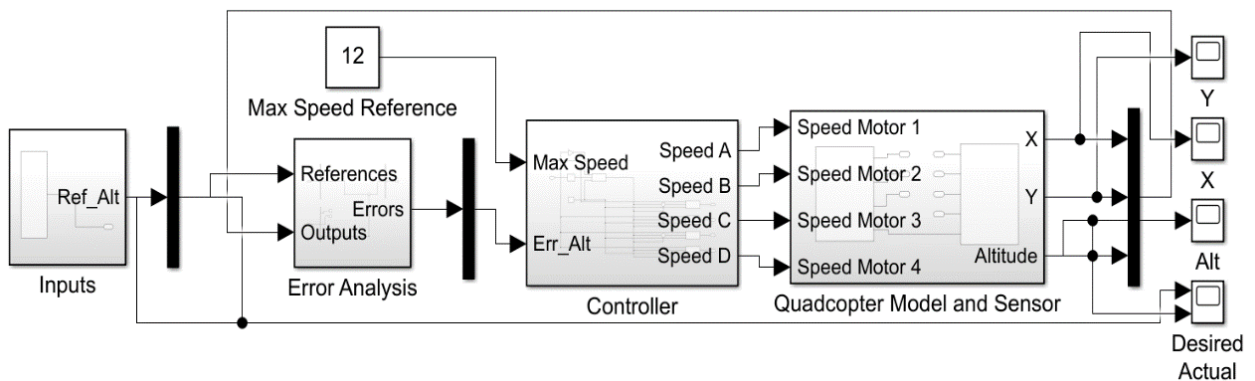 12
Max Speed Reference
Ref_Alt
Inputs
References
Errors
Outputs
Error Analysis
Max Speed
Err_Alt
Speed A
Speed B
Speed C
Speed D
Controller
Speed Motor 1
Speed Motor 2
Speed Motor 3
Speed Motor 4
X
Y
Altitude
Quadcopter Model and Sensor
Y
X
Alt
Desired
Actual